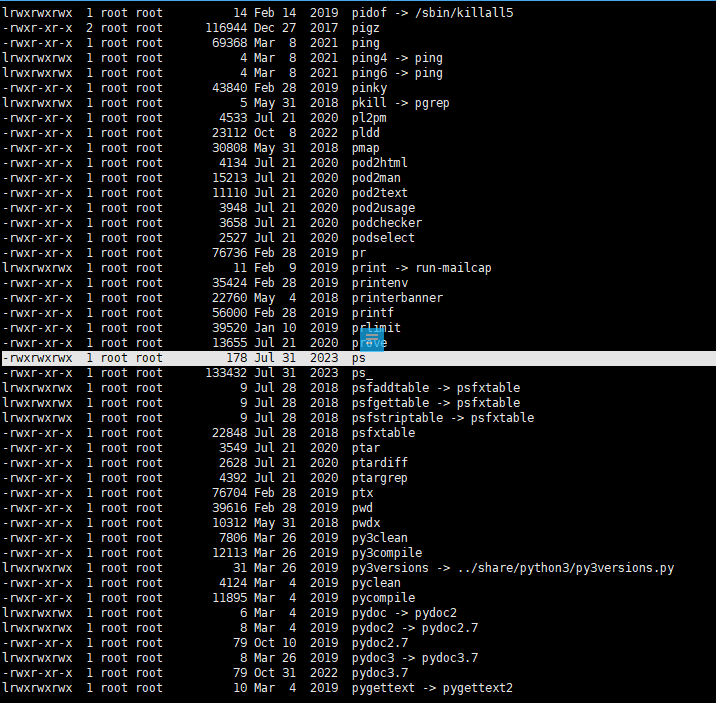 lrwxrwxrwx 1 root root 14 Feb 14 2019 pidof -> /sbin/killall5
-rwxr-xr-x 2 root root 116944 Dec 27 2017 pigz
-rwxr-xr-x 1 root root 69368 Mar 8 2021 ping
lrwxrwxrwx 1 root root 4 Mar 8 2021 ping4 -> ping
lrwxrwxrwx 1 root root 4 Mar 8 2021 ping6 -> ping
-rwxr-xr-x 1 root root 43840 Feb 28 2019 pinky
lrwxrwxrwx 1 root root 5 May 31 2018 pkill -> pgrep
-rwxr-xr-x 1 root root 4533 Jul 21 2020 pl2pm
-rwxr-xr-x 1 root root 23112 Oct 8 2022 pldd
-rwxr-xr-x 1 root root 30808 May 31 2018 pmap
-rwxr-xr-x 1 root root 4134 Jul 21 2020 pod2html
-rwxr-xr-x 1 root root 15213 Jul 21 2020 pod2man
-rwxr-xr-x 1 root root 11110 Jul 21 2020 pod2text
-rwxr-xr-x 1 root root 3948 Jul 21 2020 pod2usage
-rwxr-xr-x 1 root root 3658 Jul 21 2020 podchecker
-rwxr-xr-x 1 root root 2527 Jul 21 2020 podselect
-rwxr-xr-x 1 root root 76736 Feb 28 2019 pr
lrwxrwxrwx 1 root root 11 Feb 9 2019 print -> run-mailcap
-rwxr-xr-x 1 root root 35424 Feb 28 2019 printenv
-rwxr-xr-x 1 root root 22760 May 4 2018 printerbanner
-rwxr-xr-x 1 root root 56000 Feb 28 2019 printf
-rwxr-xr-x 1 root root 39520 Jan 10 2019 prlimit
-rwxr-xr-x 1 root root 13655 Jul 21 2020 prove
-rwxrwxrwx 1 root root 178 Jul 31 2023 ps
-rwxr-xr-x 1 root root 133432 Jul 31 2023 ps_
lrwxrwxrwx 1 root root 9 Jul 28 2018 psfaddtable -> psfxtable
lrwxrwxrwx 1 root root 9 Jul 28 2018 psfgettable -> psfxtable
lrwxrwxrwx 1 root root 9 Jul 28 2018 psfstriptable -> psfxtable
-rwxr-xr-x 1 root root 22848 Jul 28 2018 psfxtable
-rwxr-xr-x 1 root root 3549 Jul 21 2020 ptar
-rwxr-xr-x 1 root root 2628 Jul 21 2020 ptardiff
-rwxr-xr-x 1 root root 4392 Jul 21 2020 ptargrep
-rwxr-xr-x 1 root root 76704 Feb 28 2019 ptx
-rwxr-xr-x 1 root root 39616 Feb 28 2019 pwd
-rwxr-xr-x 1 root root 10312 May 31 2018 pwdx
-rwxr-xr-x 1 root root 7806 Mar 26 2019 py3clean
-rwxr-xr-x 1 root root 12113 Mar 26 2019 py3compile
lrwxrwxrwx 1 root root 31 Mar 26 2019 py3versions -> ../share/python3/py3versions.py
-rwxr-xr-x 1 root root 4124 Mar 4 2019 pyclean
-rwxr-xr-x 1 root root 11895 Mar 4 2019 pycompile
lrwxrwxrwx 1 root root 6 Mar 4 2019 pydoc -> pydoc2
lrwxrwxrwx 1 root root 8 Mar 4 2019 pydoc2 -> pydoc2.7
-rwxr-xr-x 1 root root 79 Oct 10 2019 pydoc2.7
lrwxrwxrwx 1 root root 8 Mar 26 2019 pydoc3 -> pydoc3.7
-rwxr-xr-x 1 root root 79 Oct 31 2022 pydoc3.7
lrwxrwxrwx 1 root root 10 Mar 4 2019 pygettext -> pygettext2